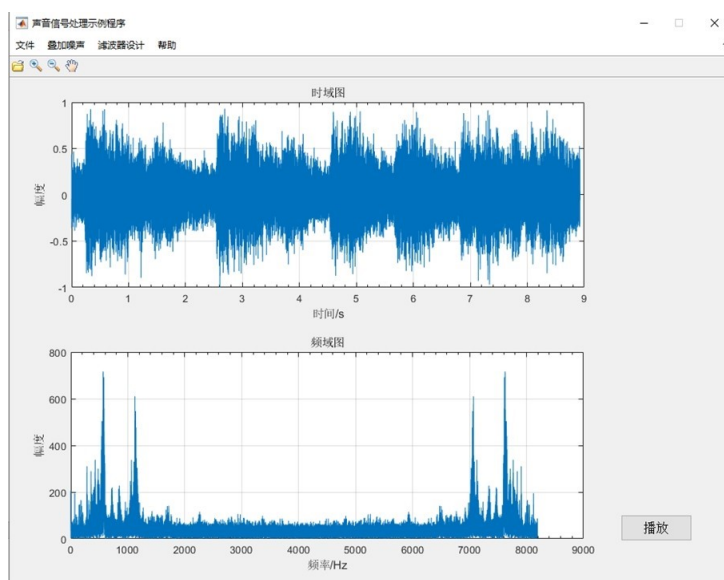 声音信号处理示例程序
文件 叠加噪声 滤波器设计 帮助
时域图
1
0.5
0
-0.5
-1
幅度
0 1 2 3 4 5 6 7 8 9
时间/s
频域图
800
600
400
200
0
幅度
0 1000 2000 3000 4000 5000 6000 7000 8000 9000
频率/Hz
播放